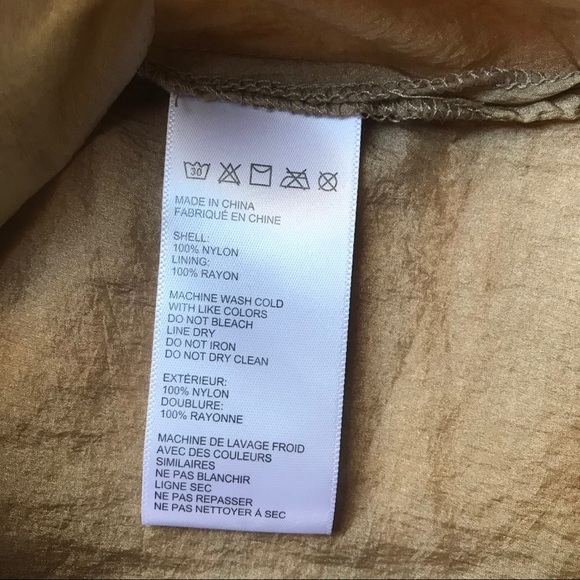 30
MADE IN CHINA
FABRIQUÉ EN CHINE
SHELL:
100% NYLON
LINING:
100% RAYON
MACHINE WASH COLD
WITH LIKE COLORS
DO NOT BLEACH
LINE DRY
DO NOT IRON
DO NOT DRY CLEAN
EXTÉRIEUR:
100% NYLON
DOUBLURE:
100% RAYONNE
MACHINE DE LAVAGE FROID
AVEC DES COULEURS
SIMILAIRES
NE PAS BLANCHIR
LIGNE SEC
NE PAS REPASSER
NE PAS NETTOYER À SEC